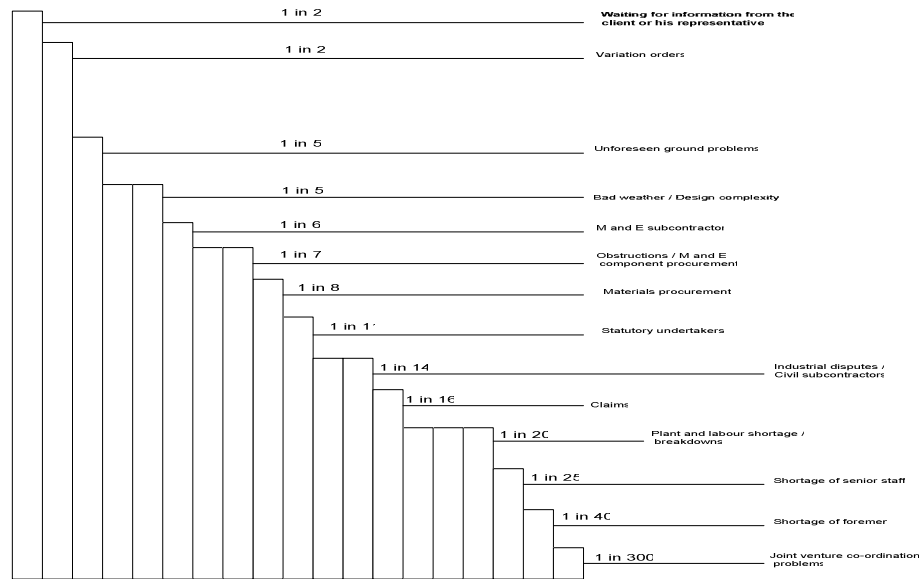 1 in 2
Waiting for information from the
client or his representative
1 in 2
Variation orders
1 in 5
Unforeseen ground problems
1 in 5
Bad weather / Design complexity
1 in 6
M and E subcontractor
1 in 7
Obstructions / M and E
component procurement
1 in 8
Materials procurement
1 in 1
Statutory undertakers
1 in 14
Industrial disputes /
Civil subcontractors
1 in 16
Claims
1 in 20
Plant and labour shortage /
breakdowns
1 in 25
Shortage of senior staff
1 in 40
Shortage of foremen
1 in 300
Joint venture co-ordination
problems